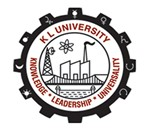 K L UNIVERSITY
KNOWLEDGE * LEADERSHIP * UNIVERSALITY